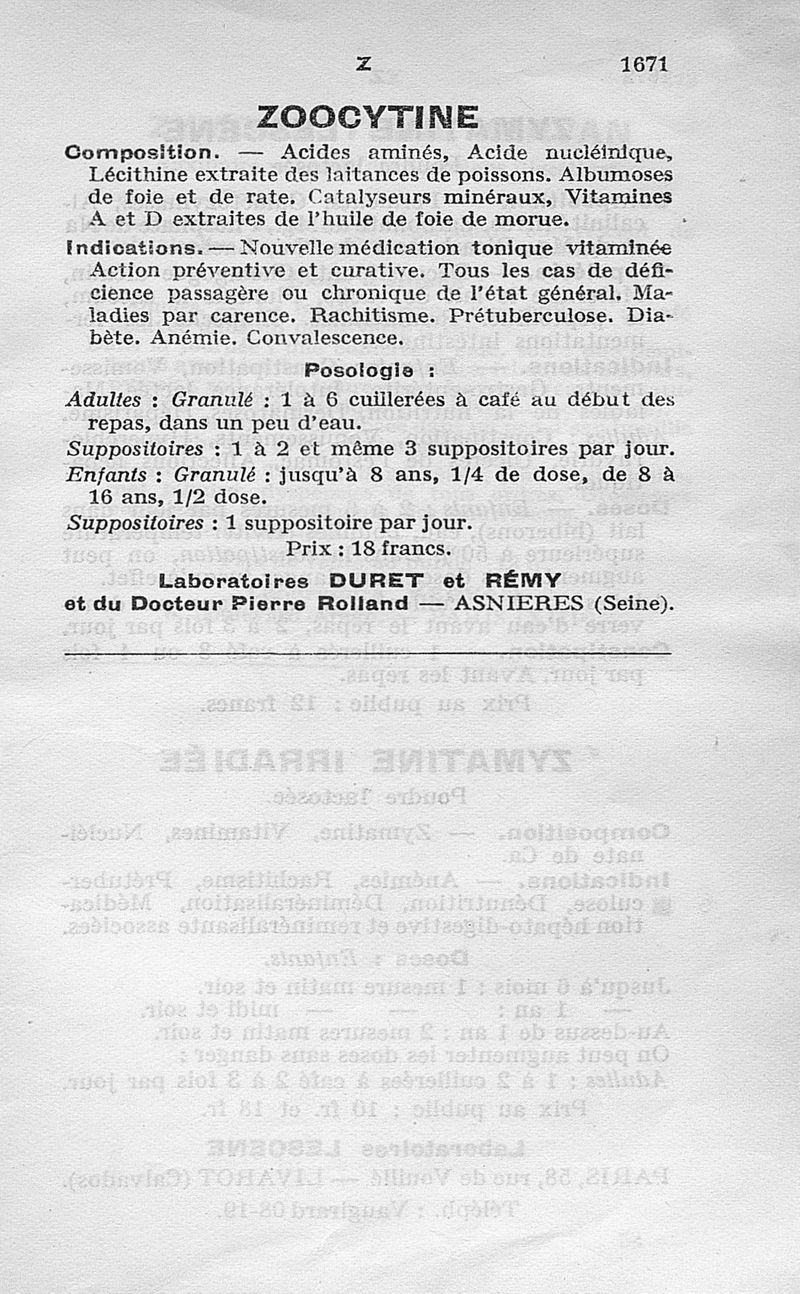 Z 1671
ZOOCYTINE
Composition. — Acides aminés, Acide nucléinique,
Lécithine extraite des laitances de poissons. Albumoses
de foie et de rate. Catalyseurs minéraux, Vitamines
A et D extraites de l'huile de foie de morue.
Indications. — Nouvelle médication tonique vitaminée
Action préventive et curative. Tous les cas de défi-
cience passagère ou chronique de l'état général. Ma-
ladies par carence. Rachitisme. Prétuberculose. Dia-
bète. Anémie. Convalescence.
Posologie :
Adultes : Granulé : 1 à 6 cuillerées à café au début des
repas, dans un peu d'eau.
Suppositoires : 1 à 2 et même 3 suppositoires par jour.
Enfants : Granulé : jusqu'à 8 ans, 1/4 de dose, de 8 à
16 ans, 1/2 dose.
Suppositoires : 1 suppositoire par jour.
Prix : 18 francs.
Laboratoires DURET et RÉMY
et du Docteur Pierre Rolland — ASNIERES (Seine).